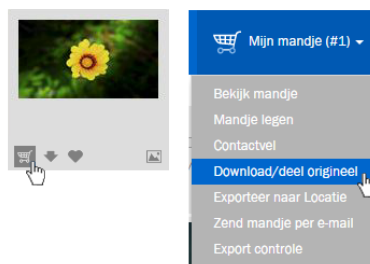 Mijn mandje (#1)
Bekijk mandje
Mandje legen
Contactvel
Download/deel origineel
Exporteer naar Locatie
Zend mandje per e-mail
Export controle